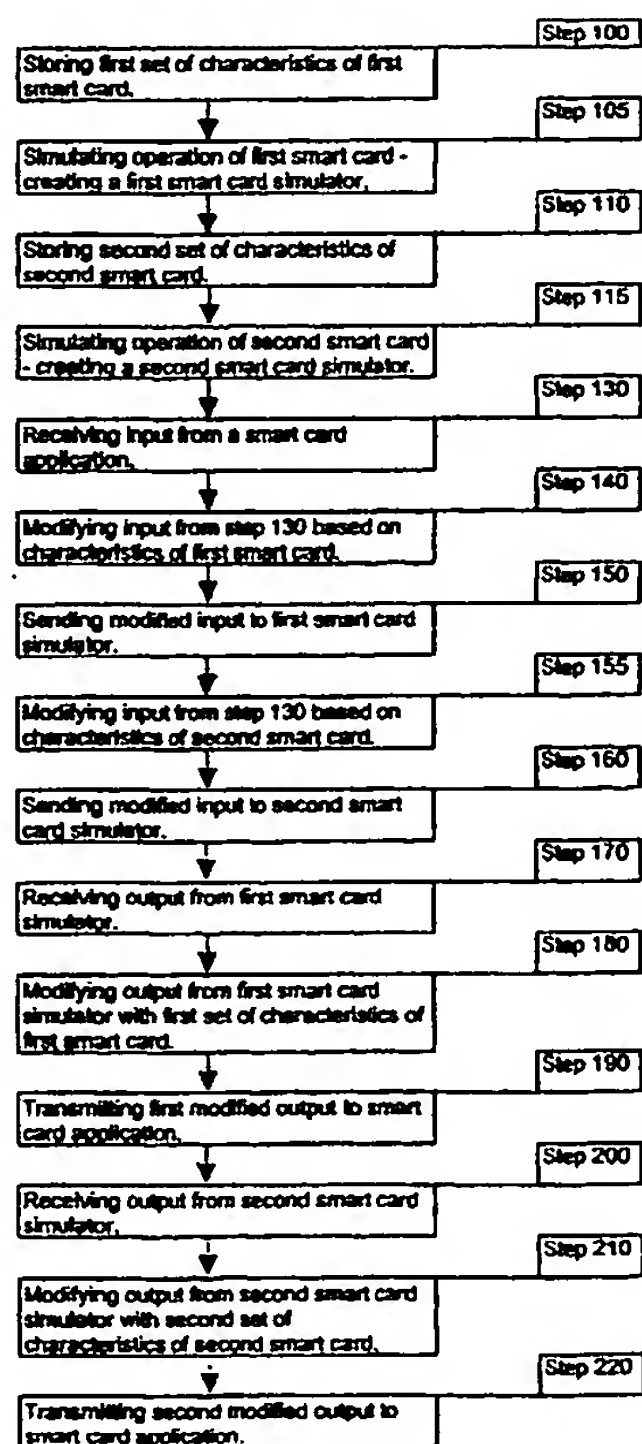 Step 100
Storing first set of characteristics of first
smart card.
Step 105
Simulating operation of first smart card -
creating a first smart card simulator.
Step 110
Storing second set of characteristics of
second smart card.
Step 115
Simulating operation of second smart card
- creating a second smart card simulator.
Step 130
Receiving input from a smart card
application.
Step 140
Modifying input from step 130 based on
characteristics of first smart card.
Step 150
Sending modified input to first smart card
simulator.
Step 155
Modifying input from step 130 based on
characteristics of second smart card.
Step 160
Sending modified input to second smart
card simulator.
Step 170
Receiving output from first smart card
simulator.
Step 180
Modifying output from first smart card
simulator with first set of characteristics of
first smart card.
Step 190
Transmitting first modified output to smart
card application.
Step 200
Receiving output from second smart card
simulator.
Step 210
Modifying output from second smart card
simulator with second set of
characteristics of second smart card.
Step 220
Transmitting second modified output to
smart card application.